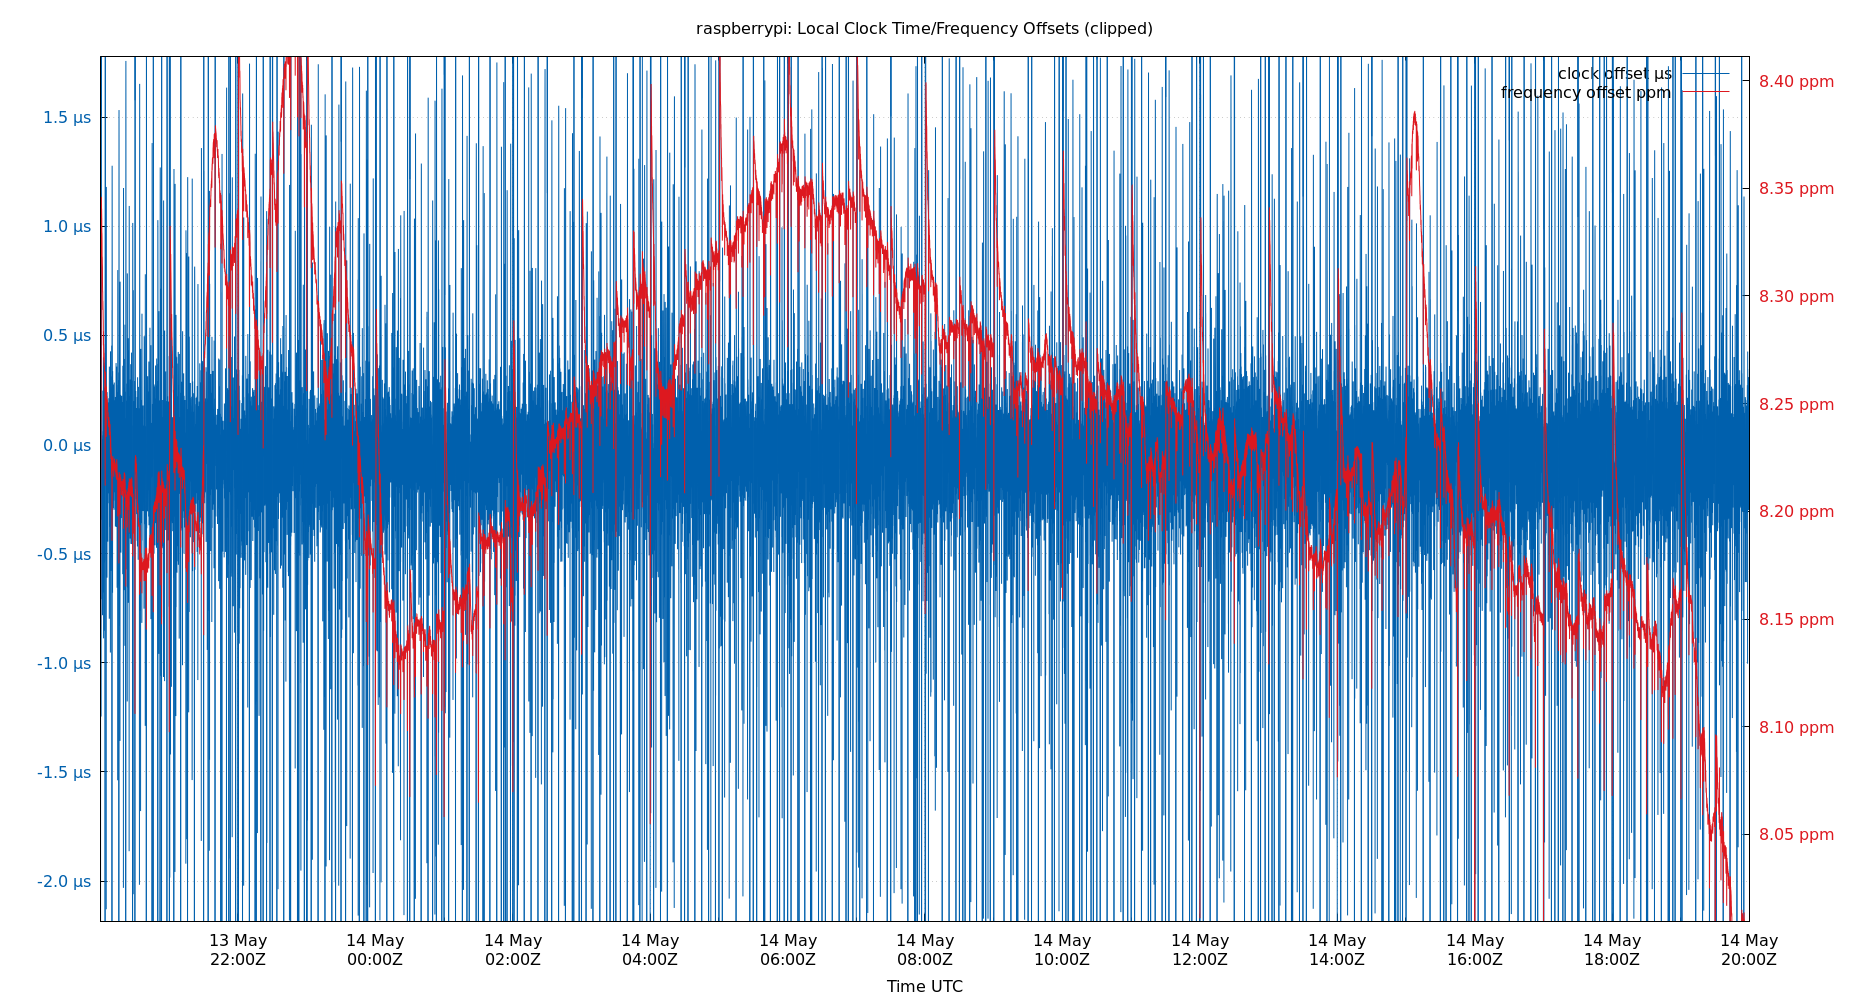 raspberrypi: Local Clock Time/Frequency Offsets (clipped)
clock offset µs
frequency offset ppm
1.5 µs
1.0 µs
0.5 µs
0.0 µs
-0.5 µs
-1.0 µs
-1.5 µs
-2.0 µs
8.40 ppm
8.35 ppm
8.30 ppm
8.25 ppm
8.20 ppm
8.15 ppm
8.10 ppm
8.05 ppm
13 May 14 May 14 May 14 May 14 May 14 May 14 May 14 May 14 May 14 May 14 May 14 May
22:00Z 00:00Z 02:00Z 04:00Z 06:00Z 08:00Z 10:00Z 12:00Z 14:00Z 16:00Z 18:00Z 20:00Z
Time UTC